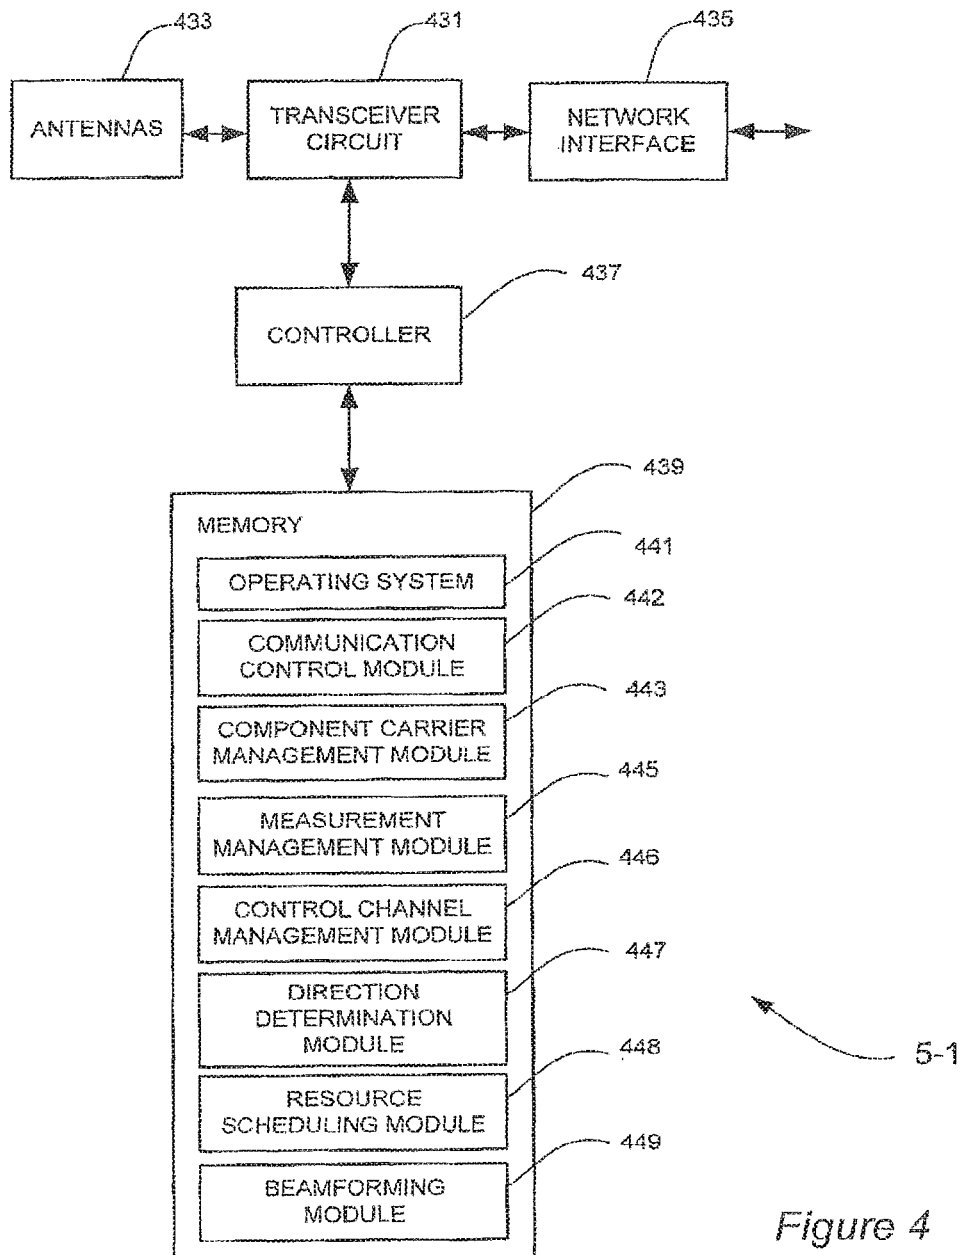 433
431
435
ANTENNAS
TRANSCEIVER
CIRCUIT
NETWORK
INTERFACE
437
CONTROLLER
439
MEMORY
441
OPERATING SYSTEM
442
COMMUNICATION
CONTROL MODULE
443
COMPONENT CARRIER
MANAGEMENT MODULE
445
MEASUREMENT
MANAGEMENT MODULE
446
CONTROL CHANNEL
MANAGEMENT MODULE
447
DIRECTION
DETERMINATION
MODULE
5-1
448
RESOURCE
SCHEDULING MODULE
449
BEAMFORMING
MODULE
Figure 4